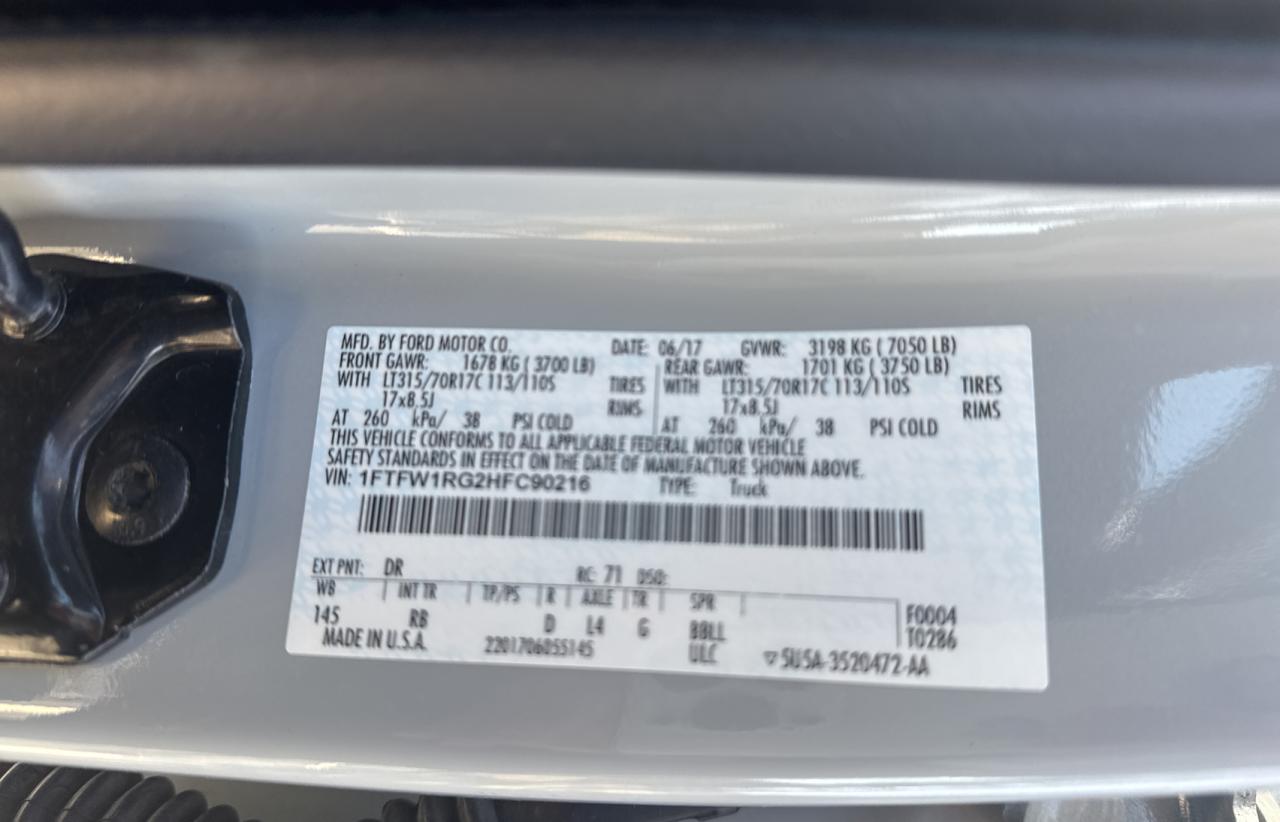 MFD. BY FORD MOTOR CO. DATE: 06/17 GVWR: 3198 KG ( 7050 LB)
FRONT GAWR: 1678 KG ( 3700 LB) REAR GAWR: 1701 KG ( 3750 LB)
WITH LT315/70R17C 113/110S TIRES WITH LT315/70R17C 113/110S TIRES
17x8.5J RIMS 17x8.5J RIMS
AT 260 kPa/ 38 PSI COLD AT 260 kPa/ 38 PSI COLD
THIS VEHICLE CONFORMS TO ALL APPLICABLE FEDERAL MOTOR VEHICLE
SAFETY STANDARDS IN EFFECT ON THE DATE OF MANUFACTURE SHOWN ABOVE.
VIN: 1FTFW1RG2HFC90216 TYPE: Truck
EXT PNT: DR RC: 71 DSO:
WB INT TR TP/PS R AXLE TR SPR F0004
145 RB D L4 G BBLL T0286
MADE IN U.S.A. 2201706055145 ULC ▽5U5A-3520472-AA